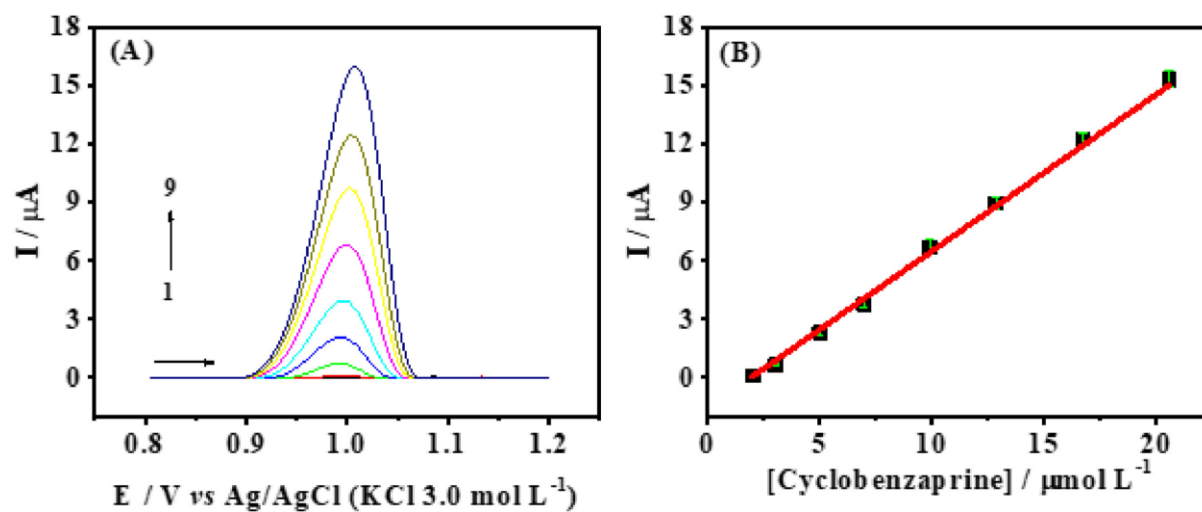 (A)
18
15
12
9
6
3
0
I / μA
9
1
0.8 0.9 1.0 1.1 1.2
E / V vs Ag/AgCl (KCl 3.0 mol L⁻¹)
(B)
18
15
12
9
6
3
0
I / μA
0 5 10 15 20
[Cyclobenzaprine] / μmol L⁻¹